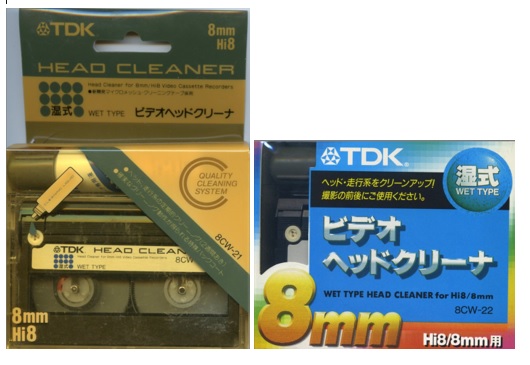 TDK
8mm
Hi8
HEAD CLEANER
Head Cleaner for 8mm/Hi8 Video Cassette Recorders
湿式
WET TYPE
ビデオヘッドクリーナ
QUALITY
CLEANING
SYSTEM
8CW-21
TDK HEAD CLEAN
湿式
WET TYPE
8CW
8mm
Hi8
TDK
ヘッド・走行系をクリーンアップ!
撮影の前後にご使用ください。
湿式
WET TYPE
ビデオ
ヘッドクリーナ
WET TYPE HEAD CLEANER for Hi8/8mm
8CW-22
8mm
Hi8/8mm用